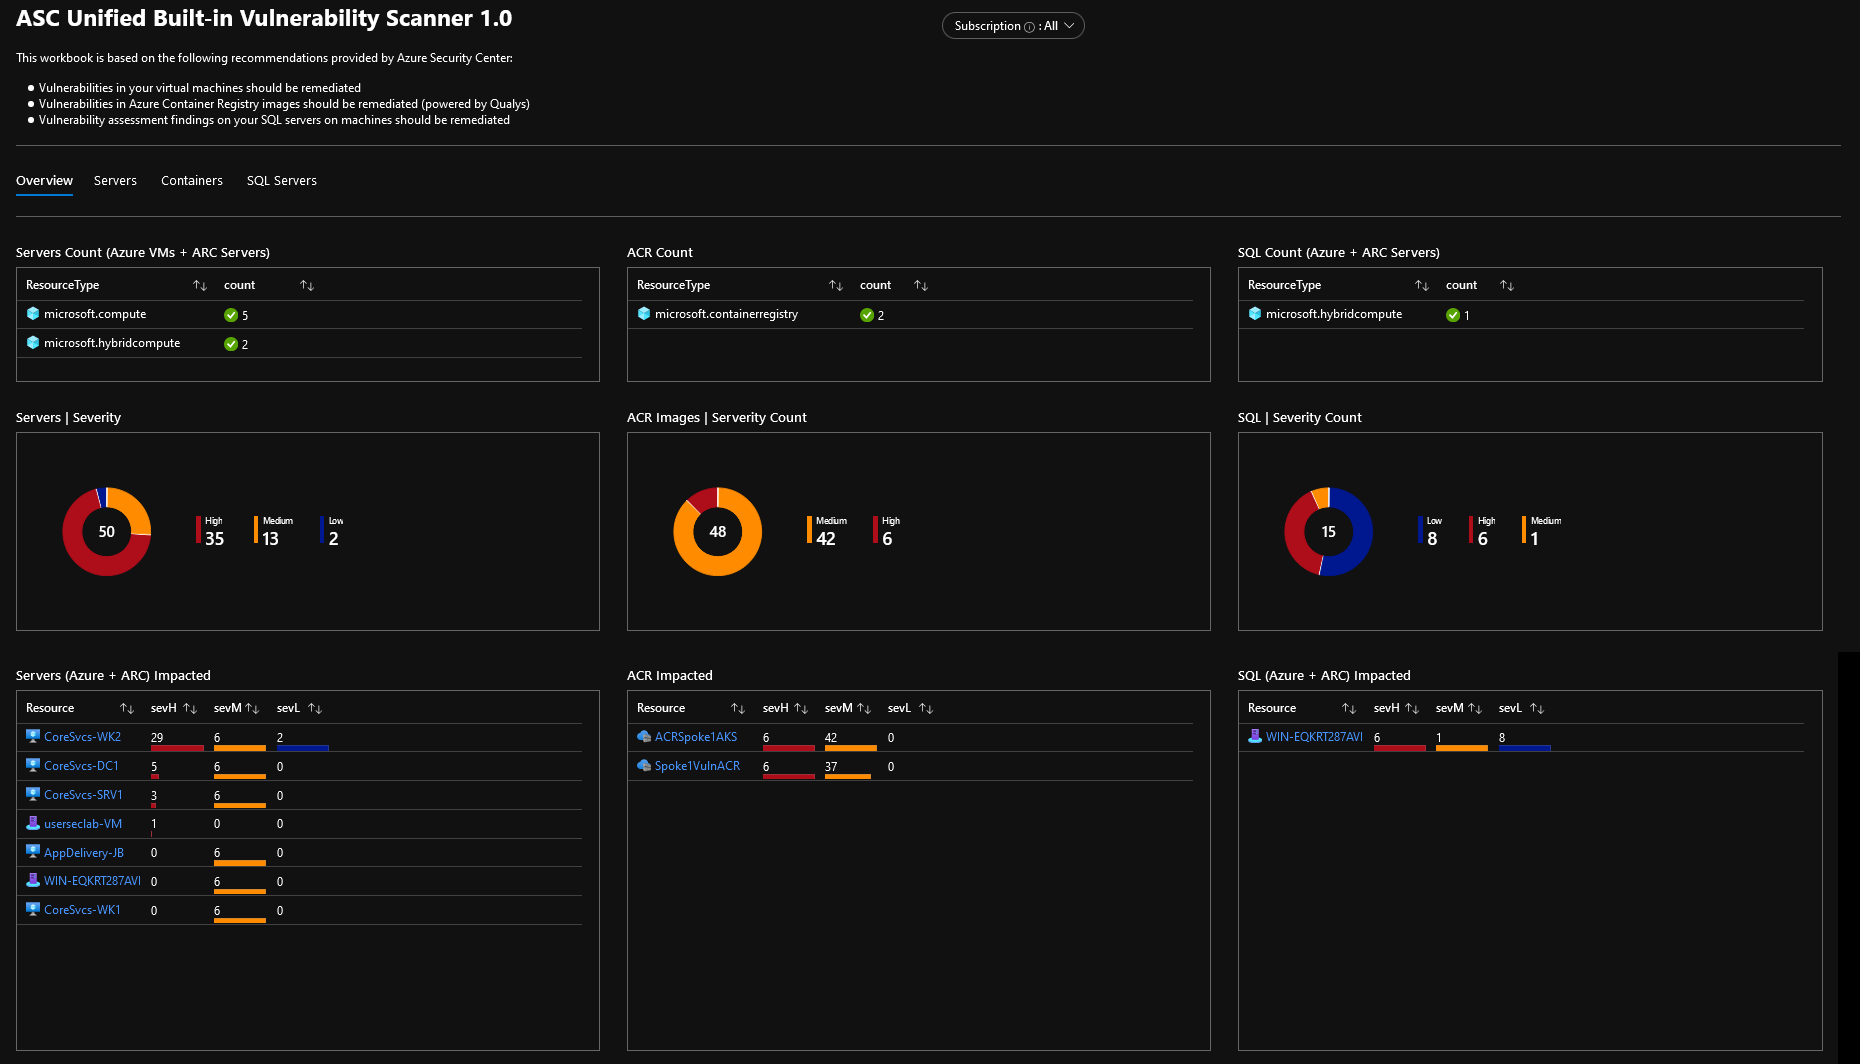 ASC Unified Built-in Vulnerability Scanner 1.0
Subscription : All
This workbook is based on the following recommendations provided by Azure Security Center:
Vulnerabilities in your virtual machines should be remediated
Vulnerabilities in Azure Container Registry images should be remediated (powered by Qualys)
Vulnerability assessment findings on your SQL servers on machines should be remediated
Overview Servers Containers SQL Servers
Servers Count (Azure VMs + ARC Servers)
ResourceType count
microsoft.compute 5
microsoft.hybridcompute 2
ACR Count
ResourceType count
microsoft.containerregistry 2
SQL Count (Azure + ARC Servers)
ResourceType count
microsoft.hybridcompute 1
Servers | Severity
50
High Medium Low
35 13 2
ACR Images | Serverity Count
48
Medium High
42 6
SQL | Severity Count
15
Low High Medium
8 6 1
Servers (Azure + ARC) Impacted
Resource sevH sevM sevL
CoreSvcs-WK2 29 6 2
CoreSvcs-DC1 5 6 0
CoreSvcs-SRV1 3 6 0
userseclab-VM 1 0 0
AppDelivery-JB 0 6 0
WIN-EQKRT287AVI 0 6 0
CoreSvcs-WK1 0 6 0
ACR Impacted
Resource sevH sevM sevL
ACRSpoke1AKS 6 42 0
Spoke1VulnACR 6 37 0
SQL (Azure + ARC) Impacted
Resource sevH sevM sevL
WIN-EQKRT287AVI 6 1 8